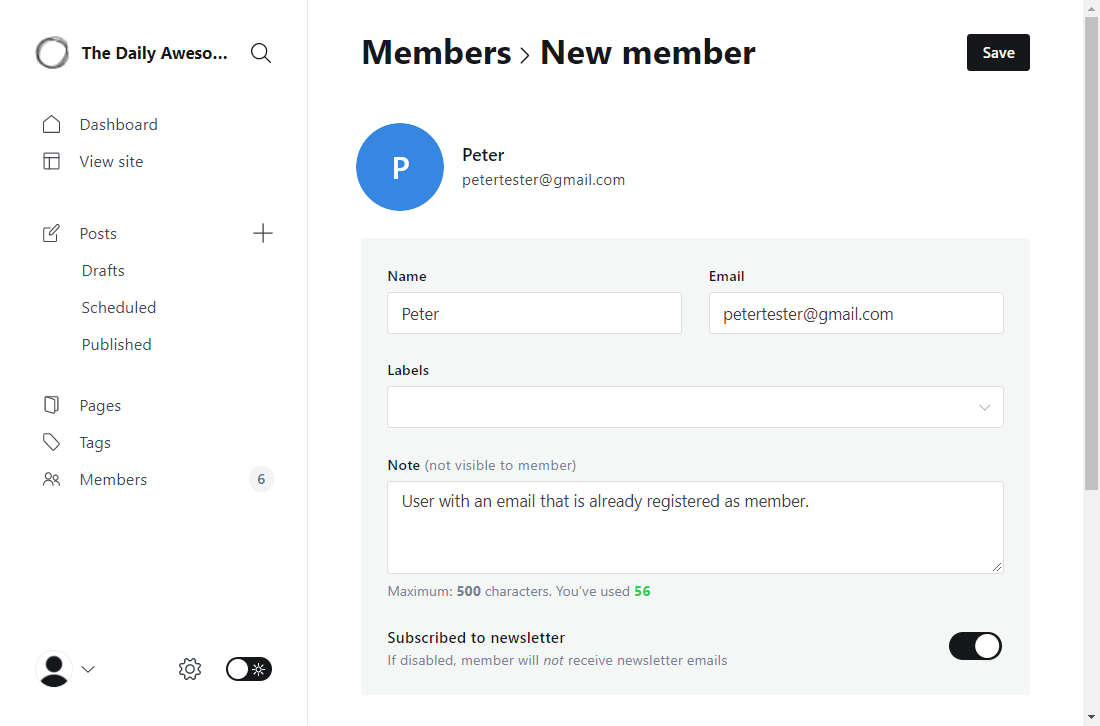 The Daily Aweso...
Dashboard
View site
Posts
Drafts
Scheduled
Published
Pages
Tags
Members 6
Members › New member
Save
P
Peter
petertester@gmail.com
Name Email
Peter petertester@gmail.com
Labels
Note (not visible to member)
User with an email that is already registered as member.
Maximum: 500 characters. You’ve used 56
Subscribed to newsletter
If disabled, member will not receive newsletter emails